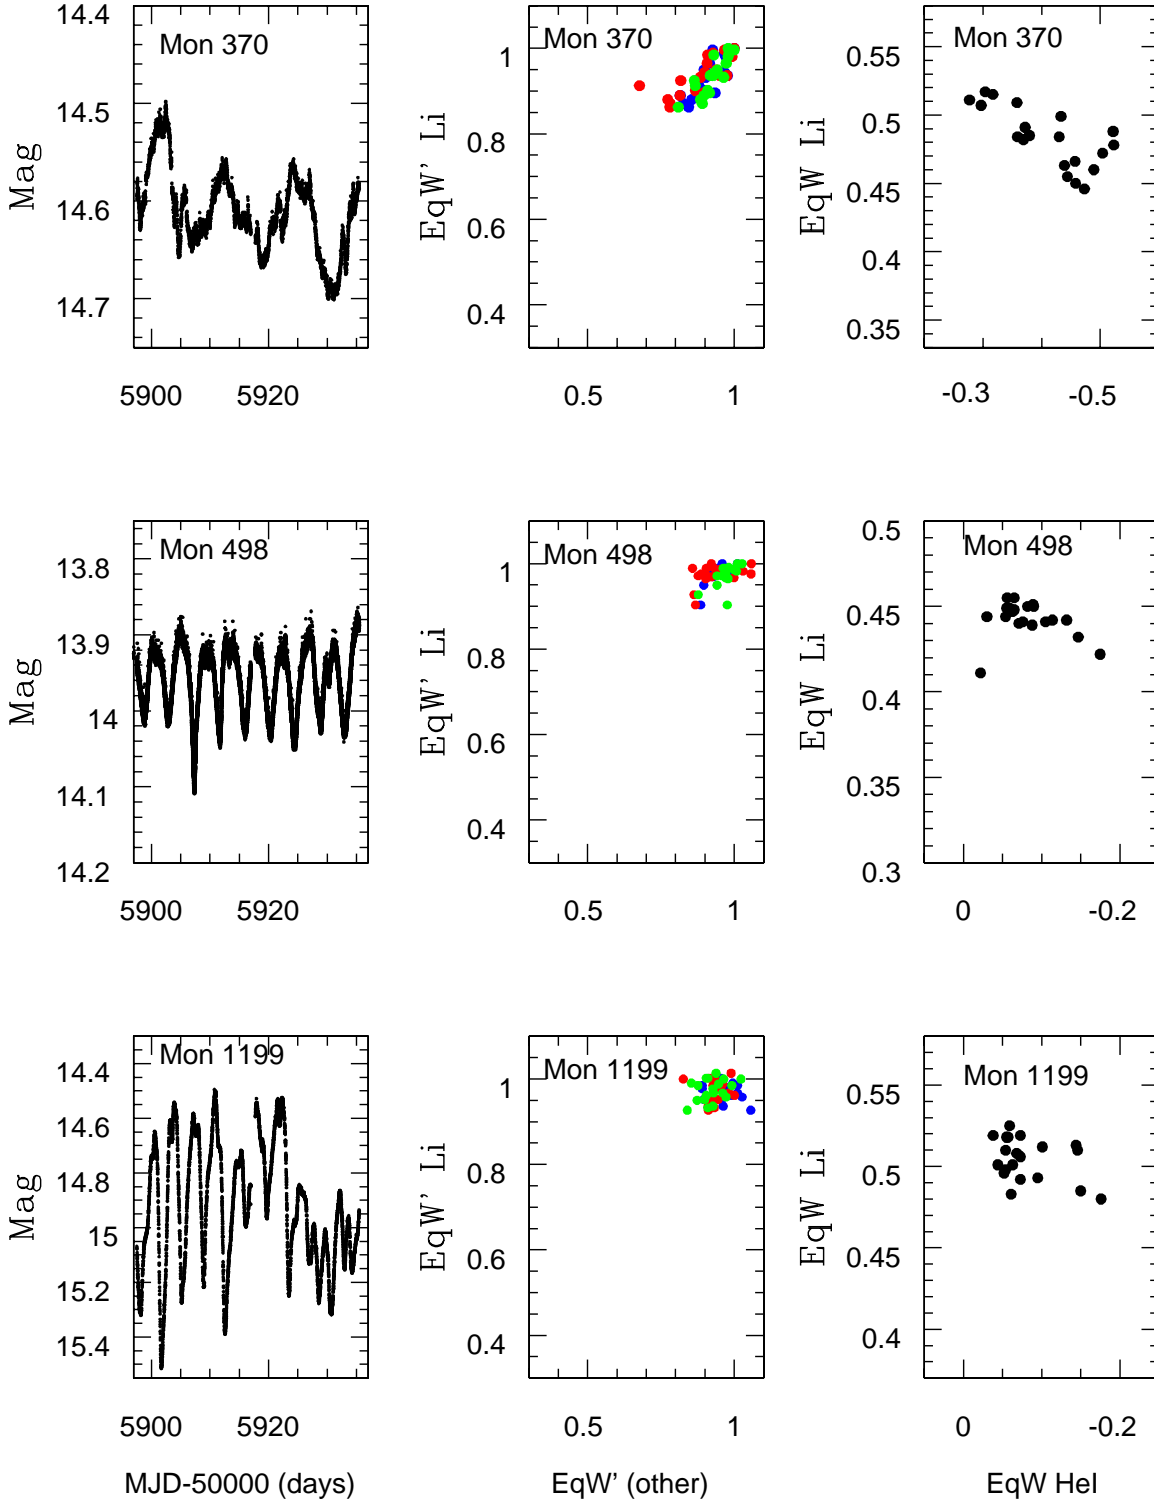 14.4
14.5
14.6
14.7
Mag
Mon 370
5900 5920
1
0.8
0.6
0.4
EqW' Li
Mon 370
0.5 1
0.55
0.5
0.45
0.4
0.35
EqW Li
Mon 370
-0.3 -0.5
13.8
13.9
14
14.1
14.2
Mag
Mon 498
5900 5920
1
0.8
0.6
0.4
EqW' Li
Mon 498
0.5 1
0.5
0.45
0.4
0.35
0.3
EqW Li
Mon 498
0 -0.2
14.4
14.6
14.8
15
15.2
15.4
Mag
Mon 1199
5900 5920
MJD-50000 (days)
1
0.8
0.6
0.4
EqW' Li
Mon 1199
0.5 1
EqW' (other)
0.55
0.5
0.45
0.4
EqW Li
Mon 1199
0 -0.2
EqW HeI